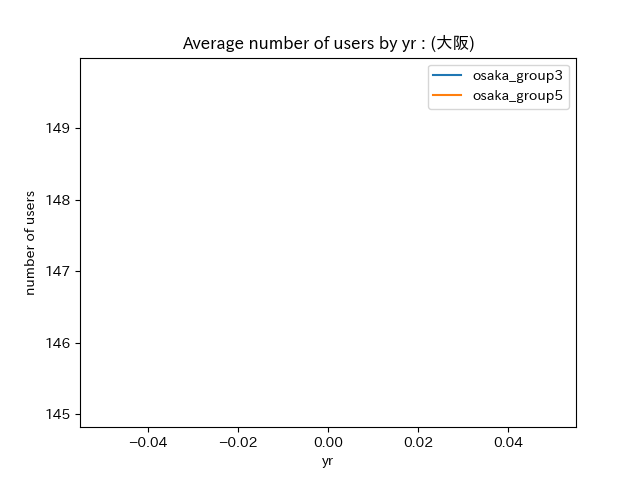 Average number of users by yr : (大阪)
osaka_group3
osaka_group5
149
148
147
146
145
number of users
−0.04
−0.02
0.00
0.02
0.04
yr